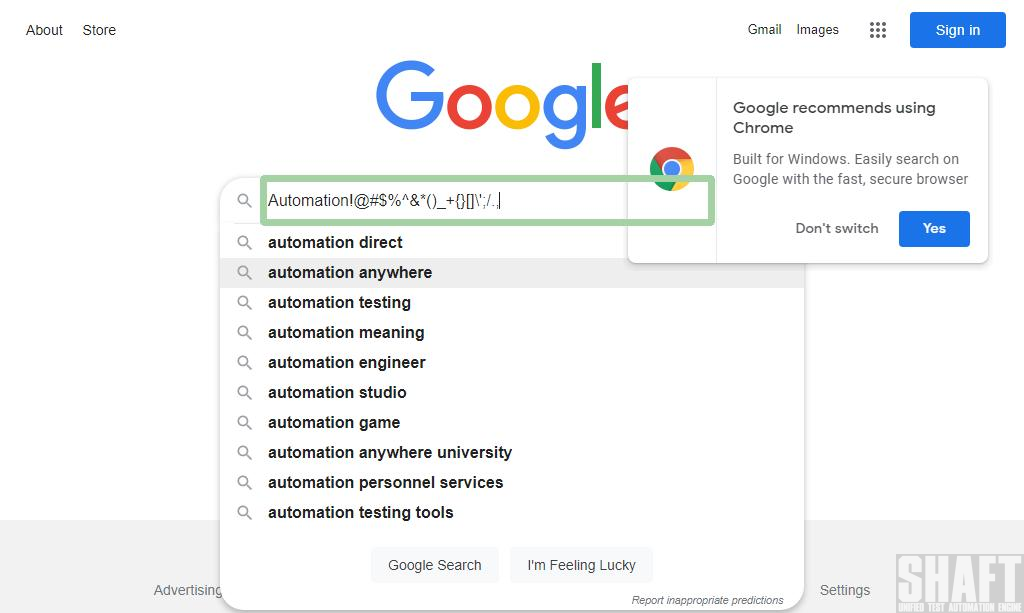 About Store
Gmail Images
Sign in
Google
Google recommends using
Chrome
Built for Windows. Easily search on
Google with the fast, secure browser
Don't switch
Yes
Automation!@#$%^&*()_+{}[]\';/.,
automation direct
automation anywhere
automation testing
automation meaning
automation engineer
automation studio
automation game
automation anywhere university
automation personnel services
automation testing tools
Google Search
I'm Feeling Lucky
Report inappropriate predictions
Advertising
Settings
SHAFT
UNIFIED TEST AUTOMATION ENGINE